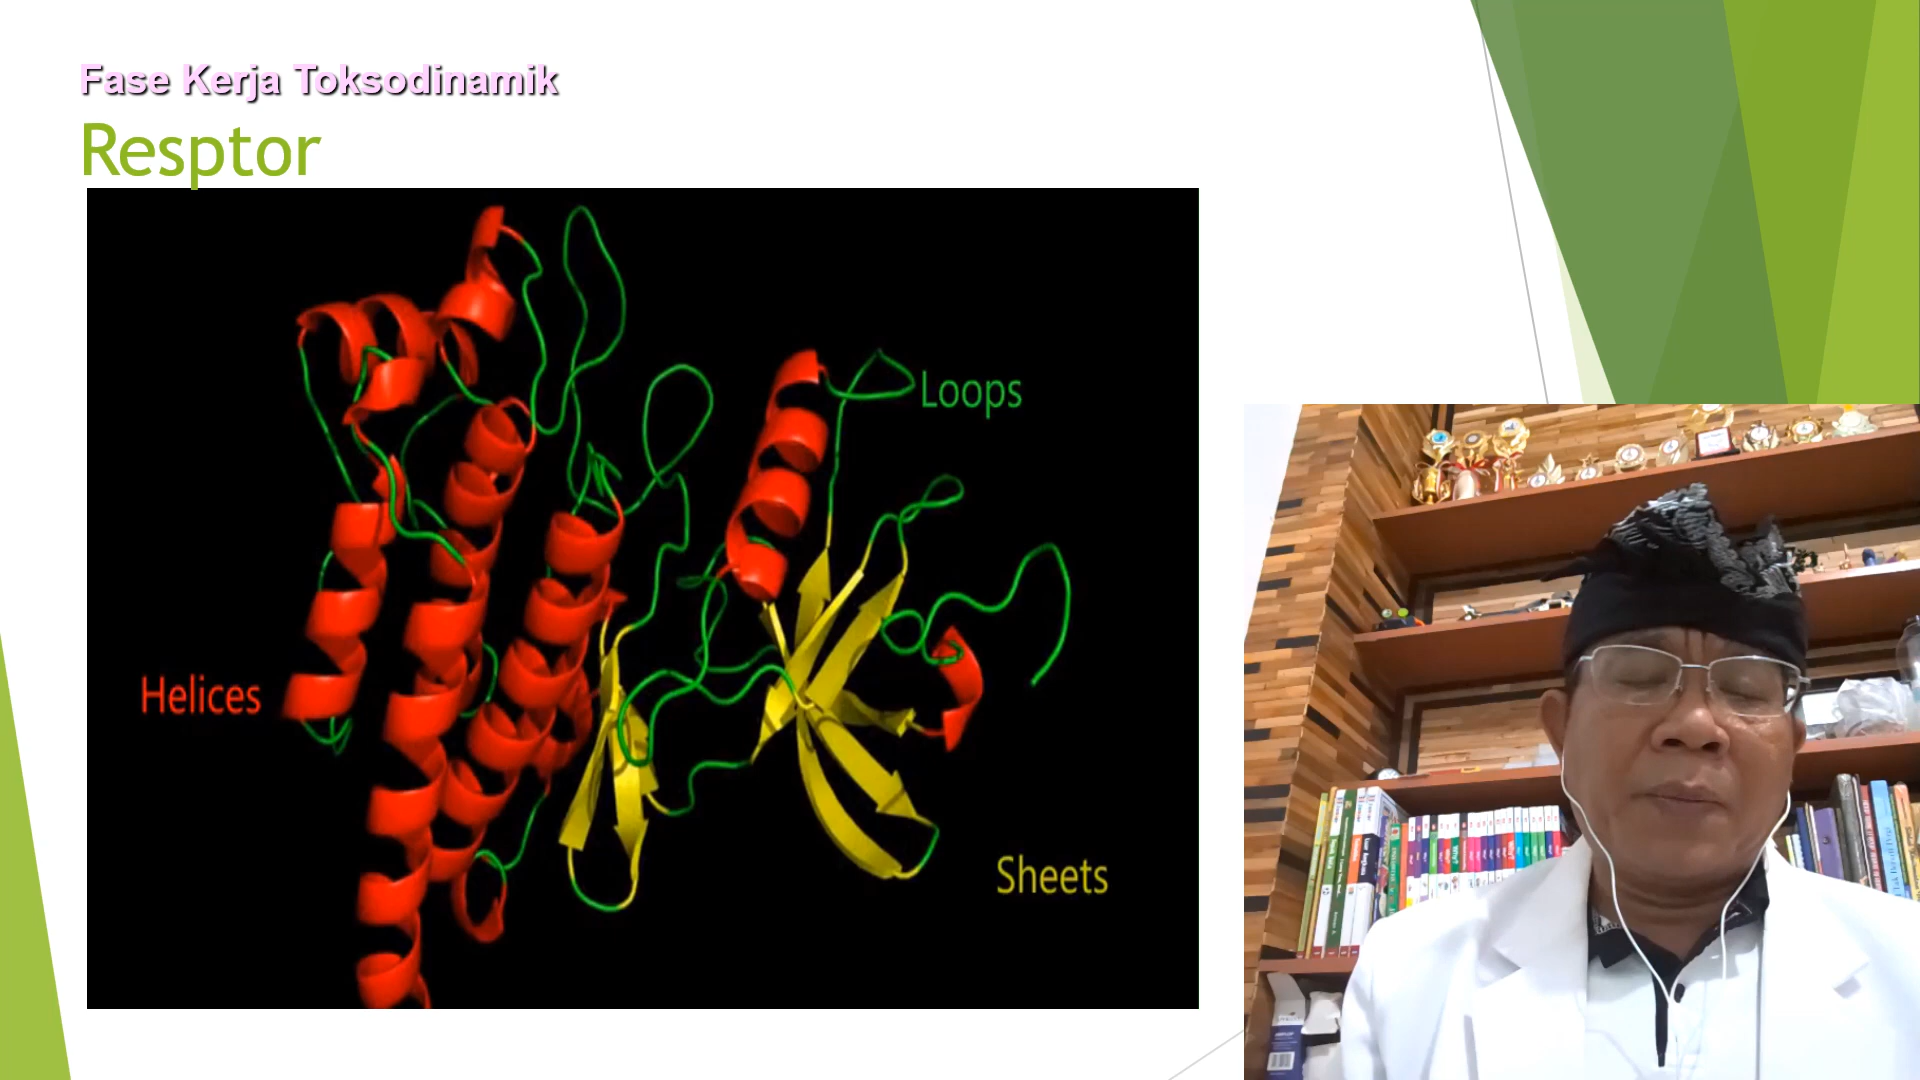 Fase Kerja Toksodinamik
Resptor
Loops
Helices
Sheets